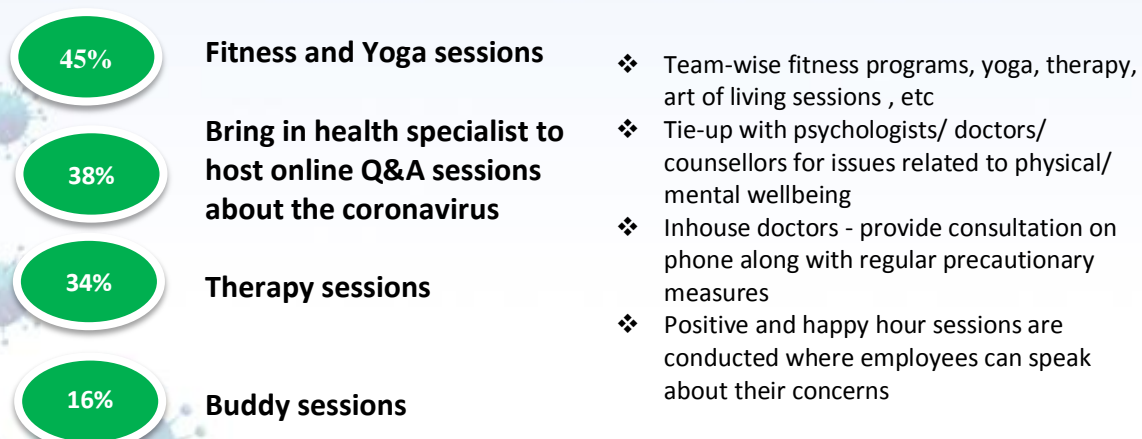 45%
Fitness and Yoga sessions
38%
Bring in health specialist to
host online Q&A sessions
about the coronavirus
34%
Therapy sessions
16%
Buddy sessions
❖ Team-wise fitness programs, yoga, therapy,
art of living sessions , etc
❖ Tie-up with psychologists/ doctors/
counsellors for issues related to physical/
mental wellbeing
❖ Inhouse doctors - provide consultation on
phone along with regular precautionary
measures
❖ Positive and happy hour sessions are
conducted where employees can speak
about their concerns